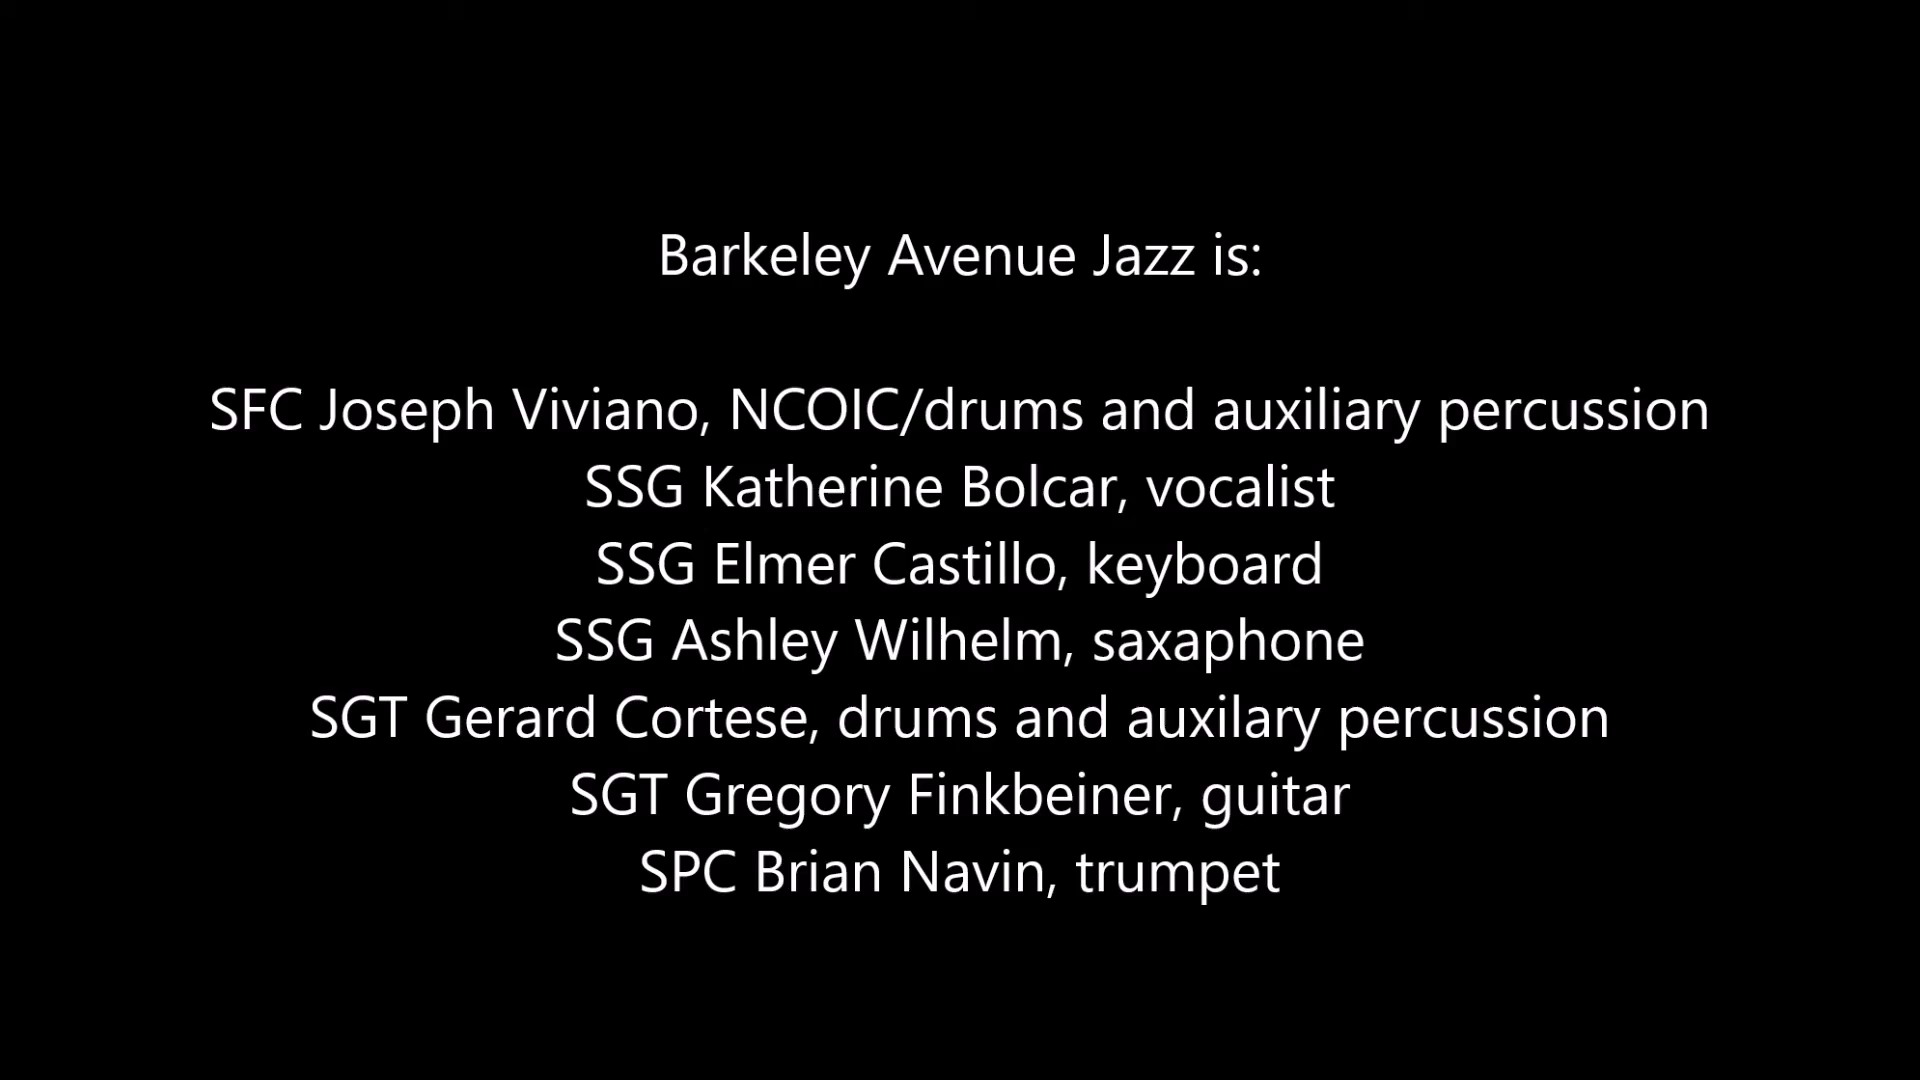 Barkeley Avenue Jazz is:
SFC Joseph Viviano, NCOIC/drums and auxiliary percussion
SSG Katherine Bolcar, vocalist
SSG Elmer Castillo, keyboard
SSG Ashley Wilhelm, saxaphone
SGT Gerard Cortese, drums and auxilary percussion
SGT Gregory Finkbeiner, guitar
SPC Brian Navin, trumpet